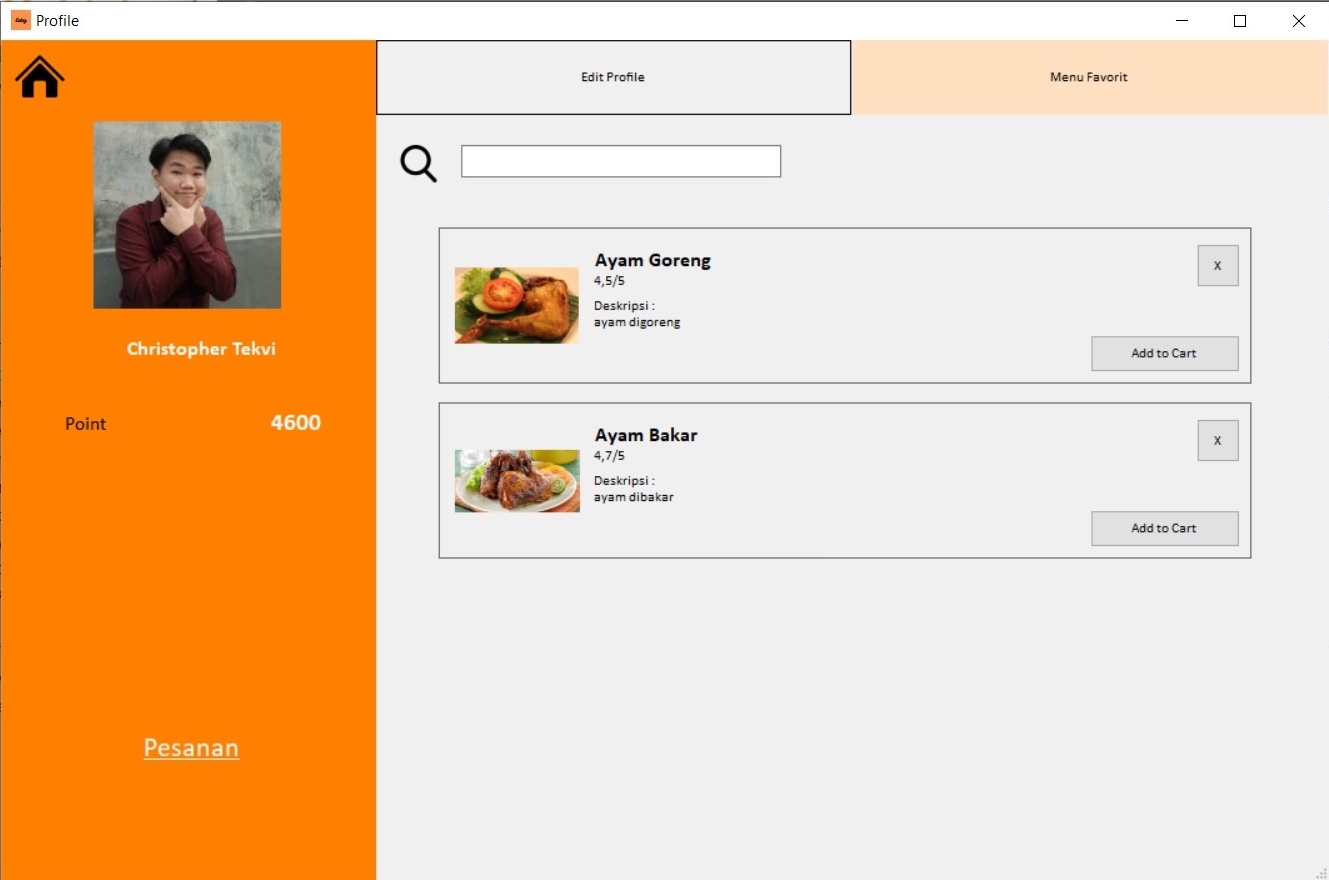 Profile
Edit Profile
Menu Favorit
Christopher Tekvi
Point 4600
Pesanan
Ayam Goreng
4,5/5
Deskripsi :
ayam digoreng
X
Add to Cart
Ayam Bakar
4,7/5
Deskripsi :
ayam dibakar
X
Add to Cart